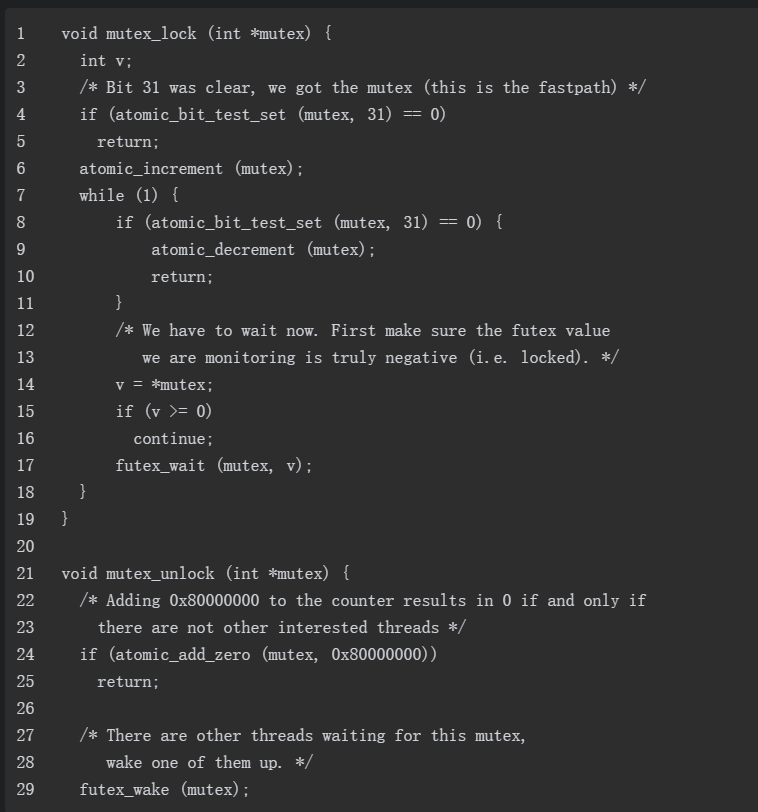 1 void mutex_lock (int *mutex) {
2 int v;
3 /* Bit 31 was clear, we got the mutex (this is the fastpath) */
4 if (atomic_bit_test_set (mutex, 31) == 0)
5 return;
6 atomic_increment (mutex);
7 while (1) {
8 if (atomic_bit_test_set (mutex, 31) == 0) {
9 atomic_decrement (mutex);
10 return;
11 }
12 /* We have to wait now. First make sure the futex value
13 we are monitoring is truly negative (i.e. locked). */
14 v = *mutex;
15 if (v >= 0)
16 continue;
17 futex_wait (mutex, v);
18 }
19 }
20
21 void mutex_unlock (int *mutex) {
22 /* Adding 0x80000000 to the counter results in 0 if and only if
23 there are not other interested threads */
24 if (atomic_add_zero (mutex, 0x80000000))
25 return;
26
27 /* There are other threads waiting for this mutex,
28 wake one of them up. */
29 futex_wake (mutex);